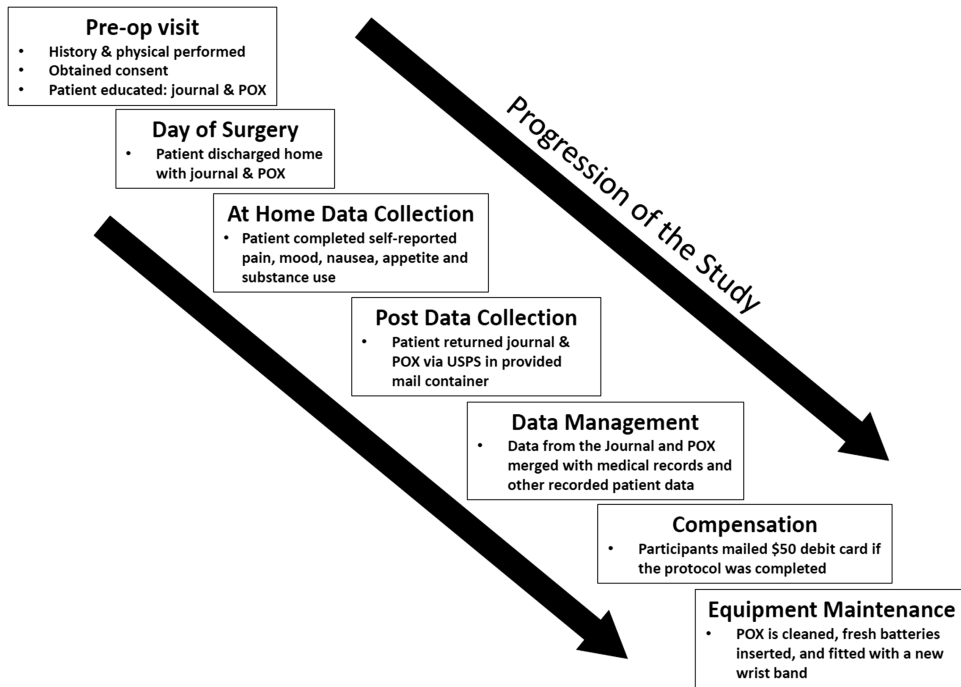 Pre-op visit
• History & physical performed
• Obtained consent
• Patient educated: journal & POX
Day of Surgery
• Patient discharged home
with journal & POX
At Home Data Collection
• Patient completed self-reported
pain, mood, nausea, appetite and
substance use
Post Data Collection
• Patient returned journal &
POX via USPS in provided
mail container
Data Management
• Data from the Journal and POX
merged with medical records and
other recorded patient data
Compensation
• Participants mailed $50 debit card if
the protocol was completed
Equipment Maintenance
• POX is cleaned, fresh batteries
inserted, and fitted with a new
wrist band
Progression of the Study